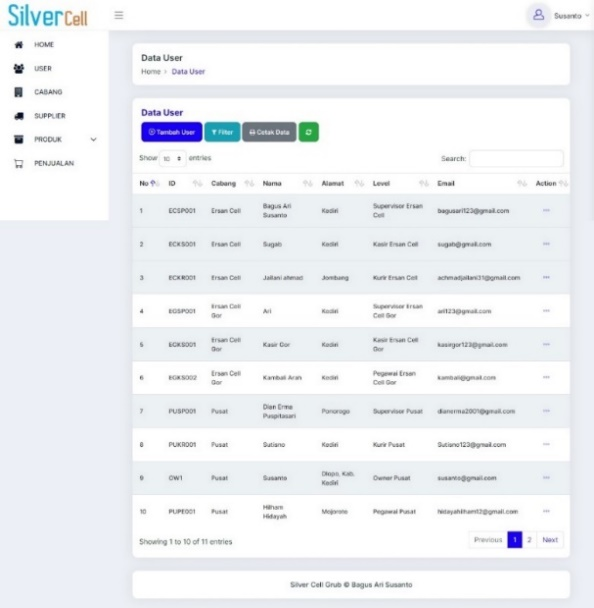 SilverCell
Susanto
HOME
USER
CABANG
SUPPLIER
PRODUK
PENJUALAN
Data User
Home > Data User
Data User
Tambah User Filter Cetak Data
Show 10 entries Search:
No ID Cabang Nama Alamat Level Email Action
1 ECSP001 Ersan Cell Bagus Ari Susanto Kediri Supervisor Ersan Cell bagusari123@gmail.com
2 ECKS001 Ersan Cell Sugab Kediri Kasir Ersan Cell sugab@gmail.com
3 ECKR001 Ersan Cell Jailani ahmad Jombang Kurir Ersan Cell achmadjailani31@gmail.com
4 EGSP001 Ersan Cell Gor Ari Kediri Supervisor Ersan Cell Gor ari123@gmail.com
5 EGKS001 Ersan Cell Gor Kasir Gor Kediri Kasir Ersan Cell Gor kasirgor123@gmail.com
6 EGKS002 Ersan Cell Gor Kambali Arah Kediri Pegawai Ersan Cell Gor kambali@gmail.com
7 PUSP001 Pusat Dian Erma Puspitasari Ponorogo Supervisor Pusat dianerma2901@gmail.com
8 PUKR001 Pusat Sutisno Kediri Kurir Pusat Sutisno123@gmail.com
9 OW1 Pusat Susanto Dlopo, Kab. Kediri Owner Pusat susanto@gmail.com
10 PUPE001 Pusat Hilham Hidayah Mojoroto Pegawai Pusat
Showing 1 to 10 of 11 entries Previous 1 2 Next
Silver Cell Grub © Bagus Ari Susanto